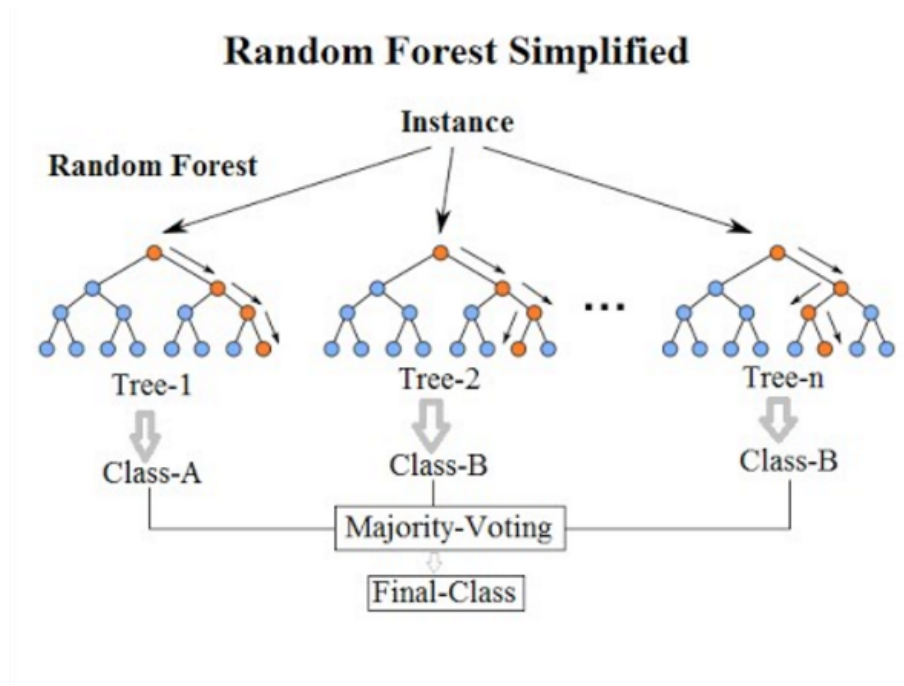 Random Forest Simplified
Instance
Random Forest
...
Tree-1
Tree-2
Tree-n
Class-A
Class-B
Class-B
Majority-Voting
Final-Class